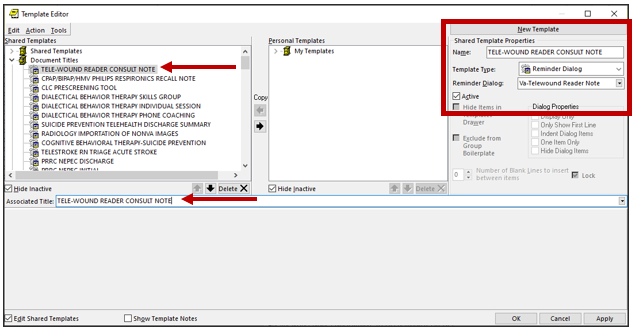 Template Editor
Edit Action Tools
New Template
Shared Templates
Personal Templates
Shared Template Properties
Shared Templates
My Templates
Name: TELE-WOUND READER CONSULT NOTE
Document Titles
TELE-WOUND READER CONSULT NOTE
Template Type: Reminder Dialog
CPAP/BIPAP/HMV PHILIPS RESPIRONICS RECALL NOTE
CLC PRESCREENING TOOL
Reminder Dialog: Va-Telewound Reader Note
DIALECTICAL BEHAVIOR THERAPY SKILLS GROUP
Copy
Active
DIALECTICAL BEHAVIOR THERAPY INDIVIDUAL SESSION
Hide Items in
Drawer
Dialog Properties
Display Only
DIALECTICAL BEHAVIOR THERAPY PHONE COACHING
Only Show First Line
SUICIDE PREVENTION TELEHEALTH DISCHARGE SUMMARY
Indent Dialog Items
RADIOLOGY IMPORTATION OF NONVA IMAGES
Exclude from
Group
Boilerplate
One Item Only
COGNITIVE BEHAVIORAL THERAPY-SUICIDE PREVENTION
Hide Dialog Items
TELESTROKE RN TRIAGE ACUTE STROKE
PRRC NEPEC DISCHARGE
PRRC NEPEC INITIAL
0 Number of Blank Lines to insert
between items
Lock
Hide Inactive
Delete
Hide Inactive
Delete
Associated Title: TELE-WOUND READER CONSULT NOTE
Edit Shared Templates
Show Template Notes
OK
Cancel
Apply